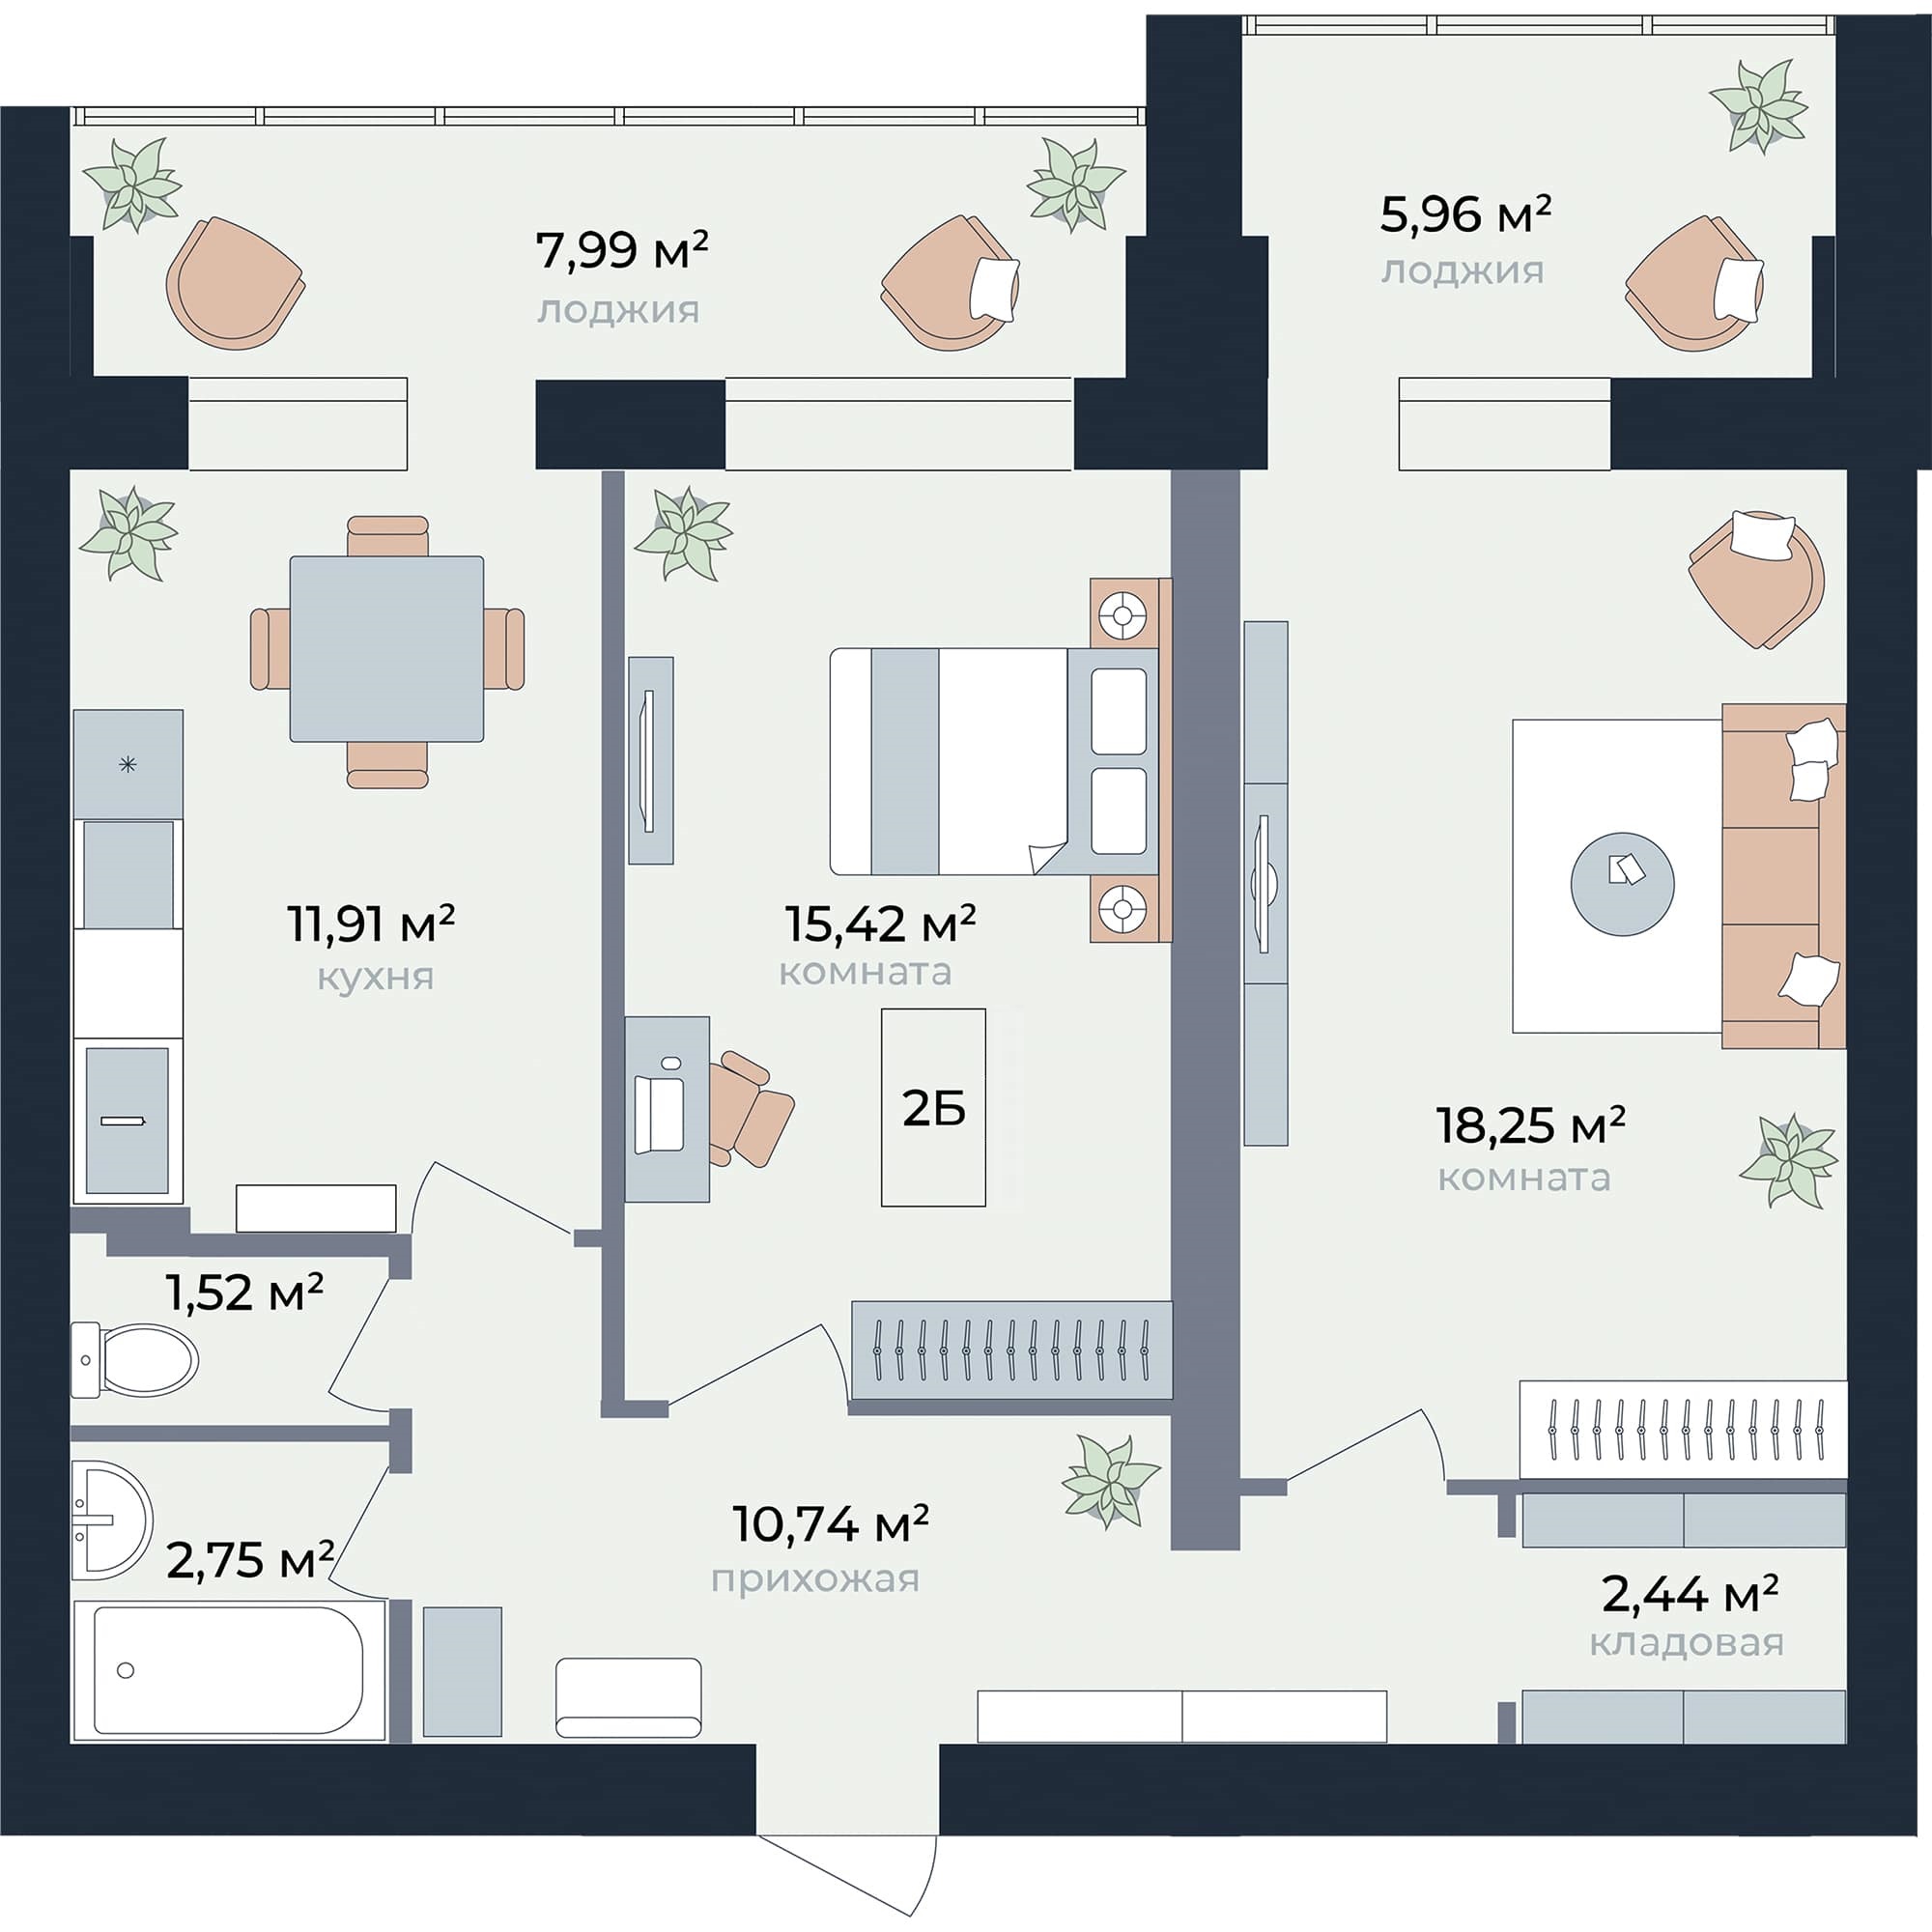 5,96 м²
лоджия
7,99 м²
лоджия
11,91 м²
кухня
15,42 м²
комната
2Б
18,25 м²
комната
1,52 м²
2,75 м²
10,74 м²
прихожая
2,44 м²
кладовая